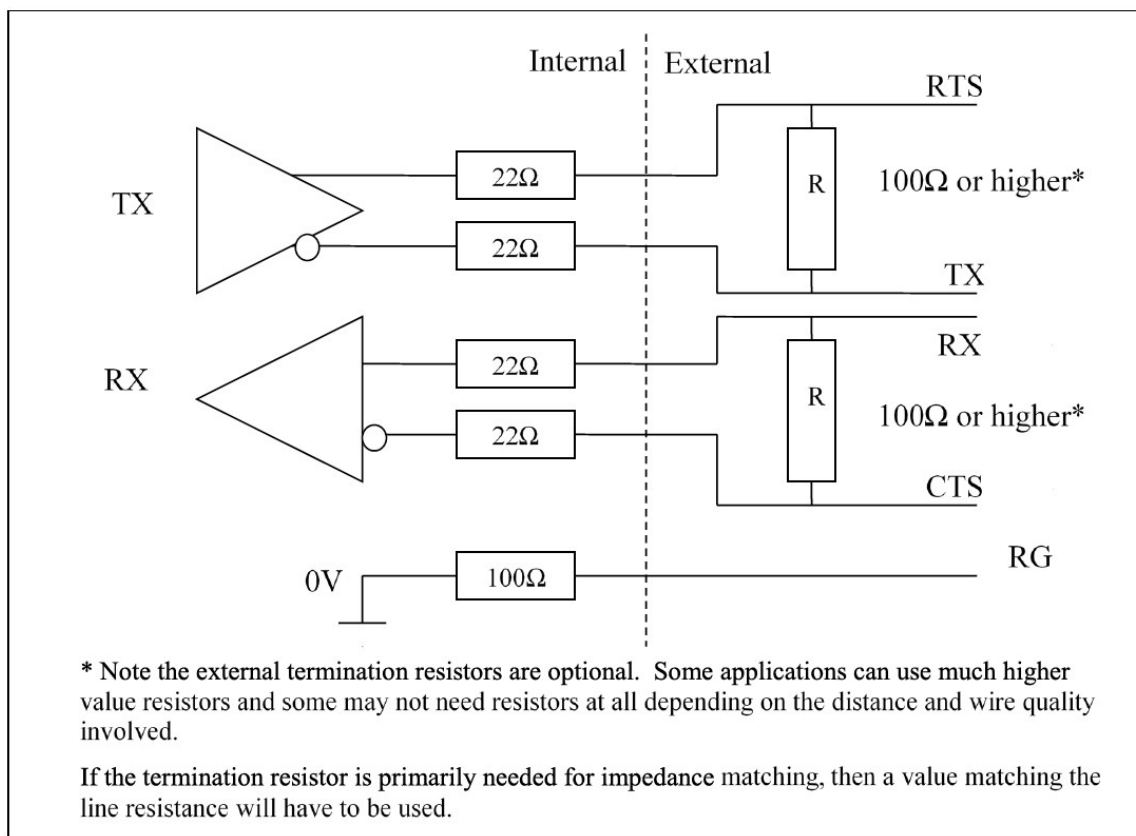 Internal
External
RTS
TX
22Ω
R
100Ω or higher*
22Ω
TX
RX
RX
22Ω
R
100Ω or higher*
22Ω
CTS
0V
100Ω
RG
* Note the external termination resistors are optional. Some applications can use much higher
value resistors and some may not need resistors at all depending on the distance and wire quality
involved.
If the termination resistor is primarily needed for impedance matching, then a value matching the
line resistance will have to be used.